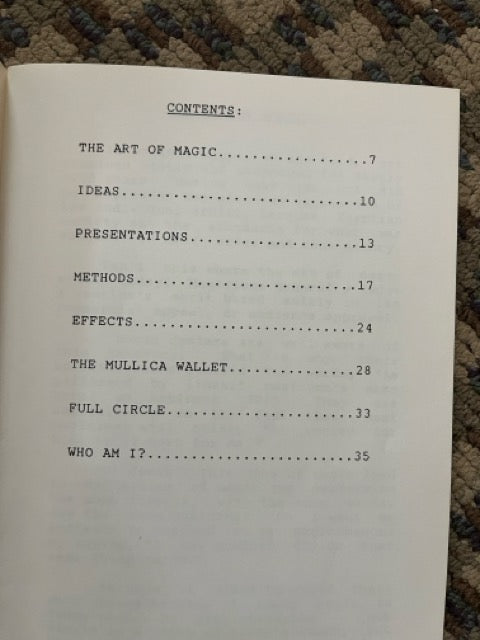 CONTENTS:
THE ART OF MAGIC..................7
IDEAS............................10
PRESENTATIONS....................13
METHODS..........................17
EFFECTS..........................24
THE MULLICA WALLET...............28
FULL CIRCLE......................33
WHO AM I?........................35